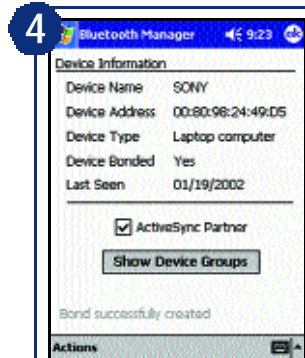 4
Bluetooth Manager 9:23 ok
Device Information
Device Name SONY
Device Address 00:80:98:24:49:D5
Device Type Laptop computer
Device Bonded Yes
Last Seen 01/19/2002
ActiveSync Partner
Show Device Groups
Bond successfully created
Actions